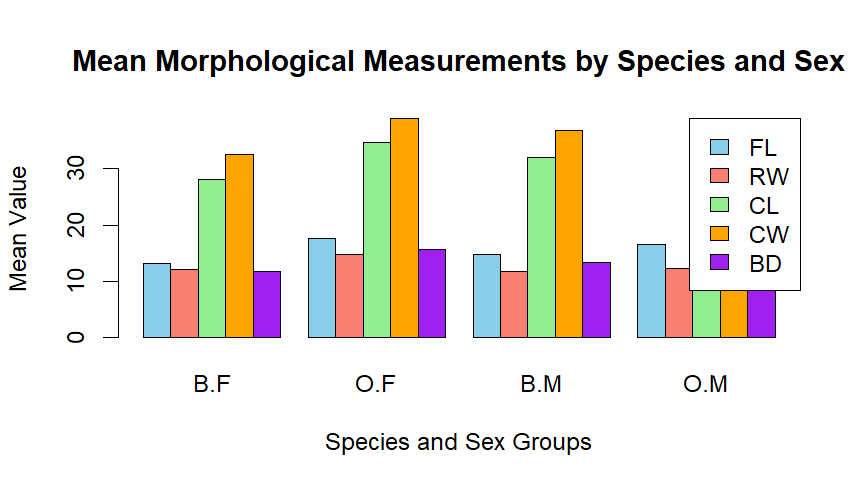 Mean Morphological Measurements by Species and Sex
Mean Value
30
20
10
0
FL
RW
CL
CW
BD
B.F
O.F
B.M
O.M
Species and Sex Groups